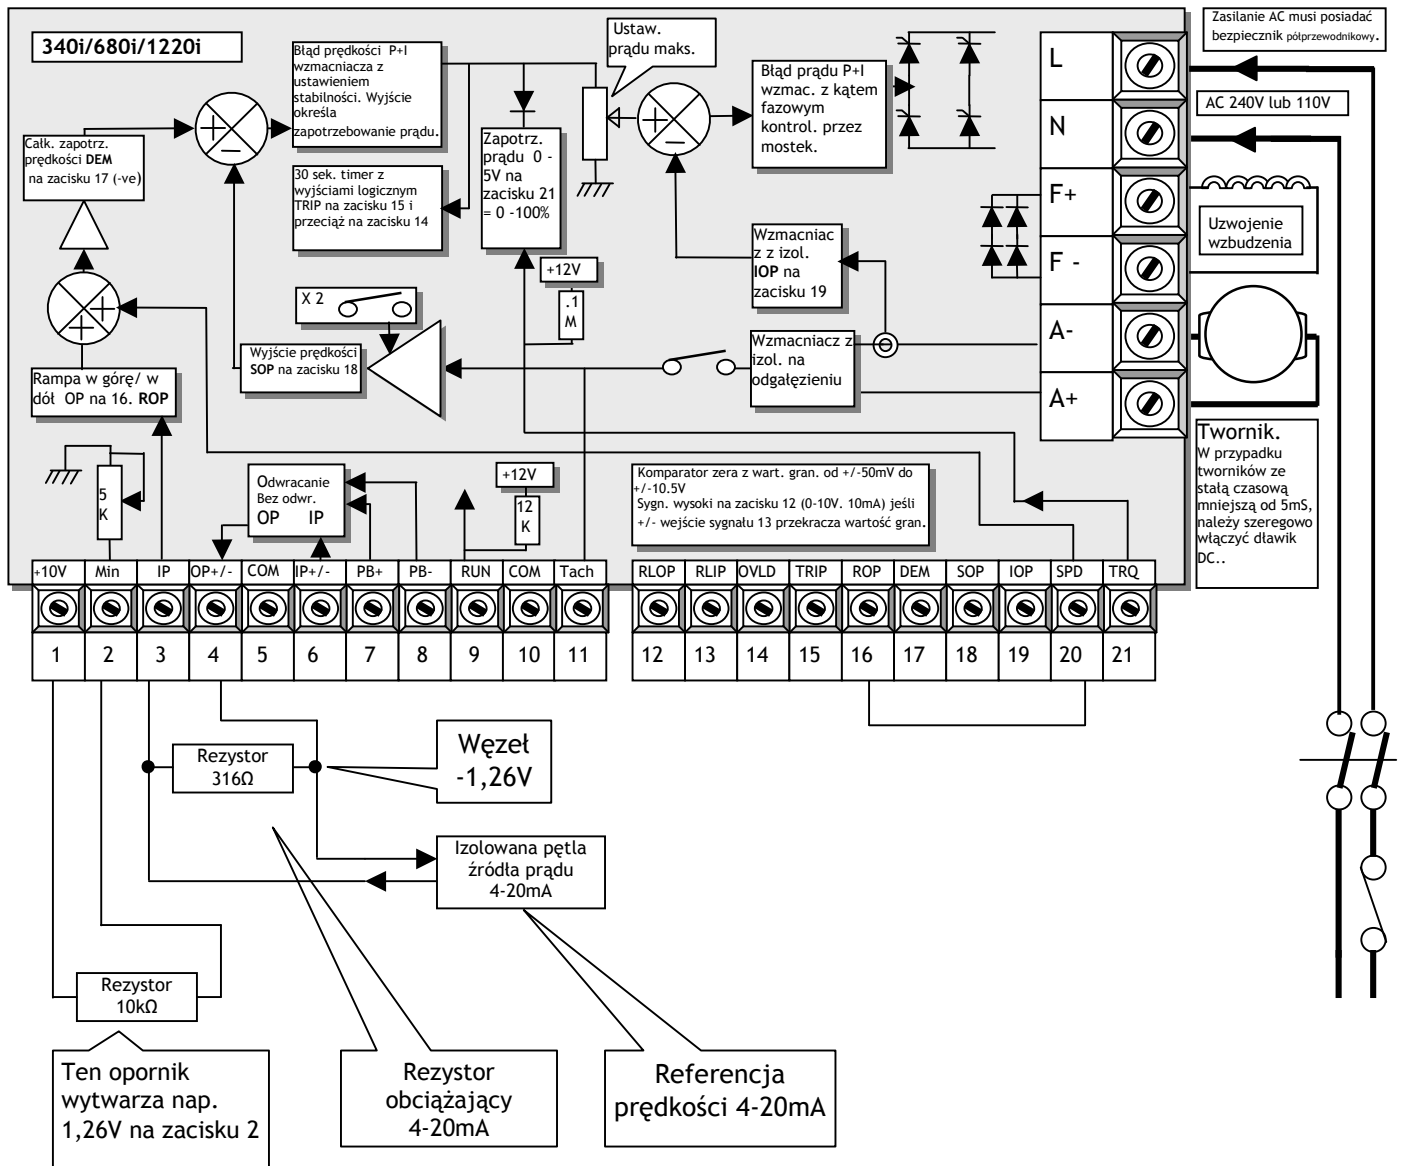 340i/680i/1220i
Błąd prędkości P+I
wzmacniacza z
ustawieniem
stabilności. Wyjście
określa
zapotrzebowanie prądu.
Ustaw.
prądu maks.
Błąd prądu P+I
wzmac. z kątem
fazowym
kontrol. przez
mostek.
Zasilanie AC musi posiadać
bezpiecznik półprzewodnikowy.
AC 240V lub 110V
L
N
F+
F -
A-
A+
Uzwojenie
wzbudzenia
Całk. zapotrz.
prędkości DEM
na zacisku 17 (-ve)
30 sek. timer z
wyjściami logicznym
TRIP na zacisku 15 i
przeciąż na zacisku 14
Zapotrz.
prądu 0 -
5V na
zacisku 21
= 0 -100%
+12V
.1
M
Wzmacniac
z z izol.
IOP na
zacisku 19
X 2
Wyjście prędkości
SOP na zacisku 18
Wzmacniacz z
izol. na
odgałęzieniu
Rampa w górę/ w
dół OP na 16. ROP
5
K
Odwracanie
Bez odwr.
OP IP
+12V
12
K
Komparator zera z wart. gran. od +/-50mV do
+/-10.5V
Sygn. wysoki na zacisku 12 (0-10V. 10mA) jeśli
+/- wejście sygnału 13 przekracza wartość gran.
Twornik.
W przypadku
tworników ze
stałą czasową
mniejszą od 5mS,
należy szeregowo
włączyć dławik
DC..
+10V Min IP OP+/- COM IP+/- PB+ PB- RUN COM Tach
RLOP RLIP OVLD TRIP ROP DEM SOP IOP SPD TRQ
1 2 3 4 5 6 7 8 9 10 11
12 13 14 15 16 17 18 19 20 21
Rezystor
316Ω
Węzeł
-1,26V
Izolowana pętla
źródła prądu
4-20mA
Rezystor
10kΩ
Ten opornik
wytwarza nap.
1,26V na zacisku 2
Rezystor
obciążający
4-20mA
Referencja
prędkości 4-20mA